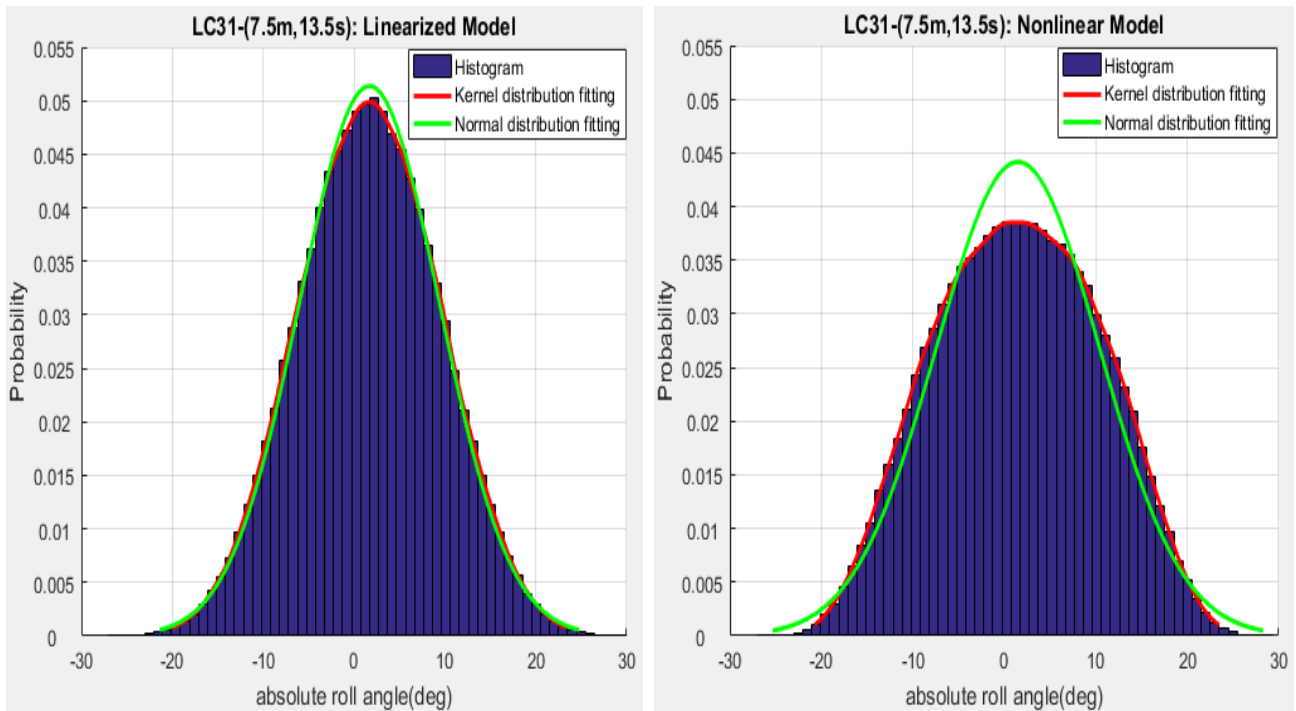 LC31-(7.5m,13.5s): Linearized Model
Histogram
Kernel distribution fitting
Normal distribution fitting
0.055
0.05
0.045
0.04
0.035
0.03
0.025
0.02
0.015
0.01
0.005
0
Probability
-30 -20 -10 0 10 20 30
absolute roll angle(deg)
LC31-(7.5m,13.5s): Nonlinear Model
Histogram
Kernel distribution fitting
Normal distribution fitting
0.055
0.05
0.045
0.04
0.035
0.03
0.025
0.02
0.015
0.01
0.005
0
Probability
-30 -20 -10 0 10 20 30
absolute roll angle(deg)